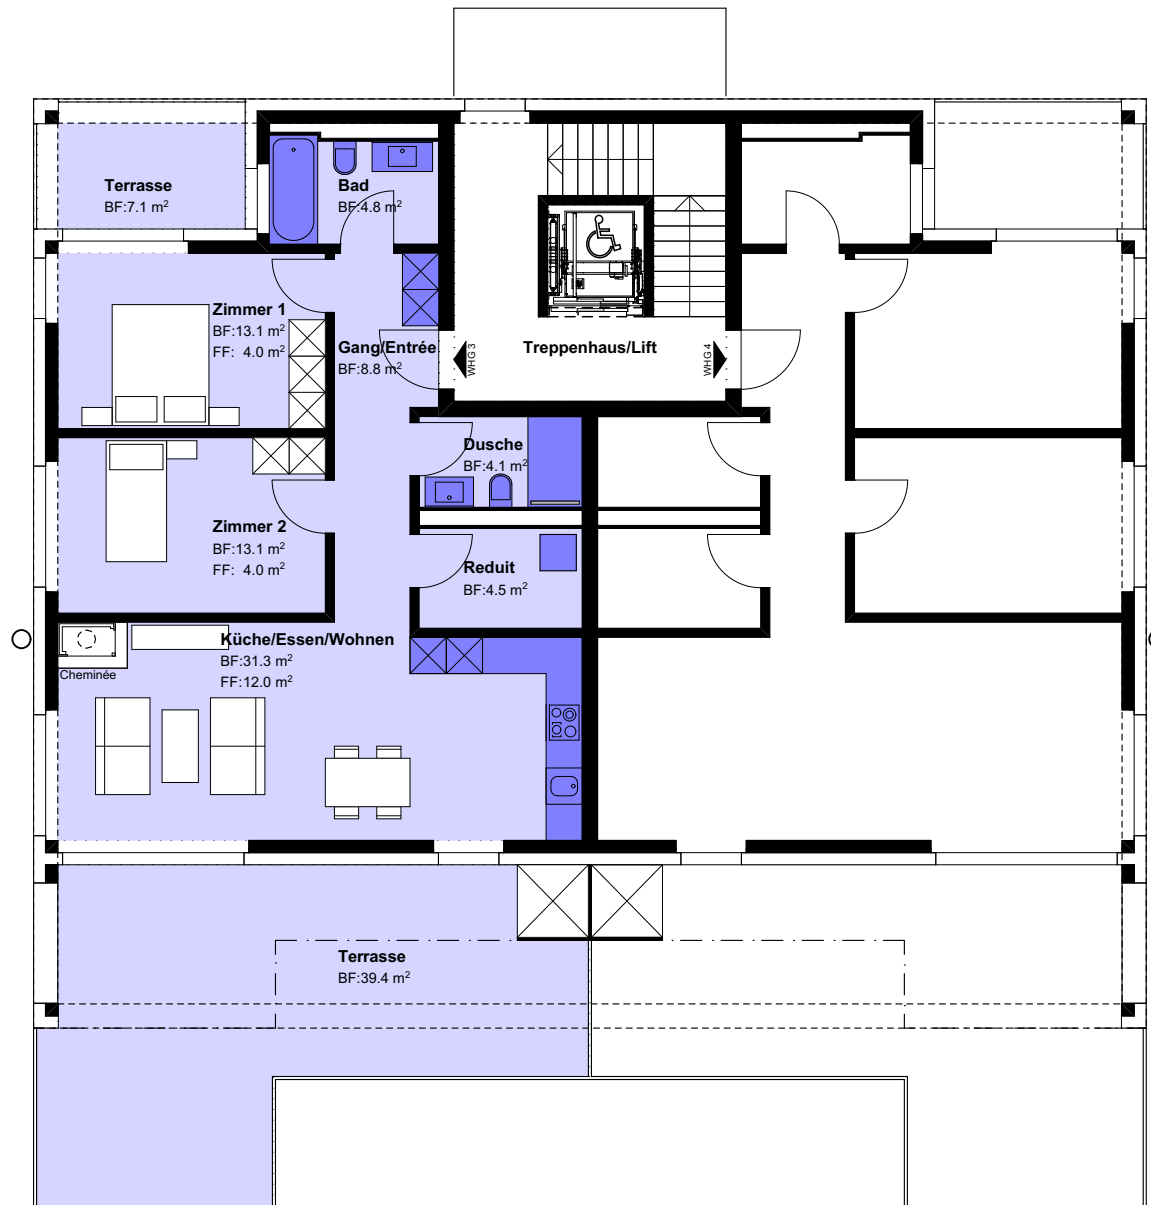 Terrasse
BF:7.1 m²
Bad
BF:4.8 m²
Zimmer 1
BF:13.1 m²
FF: 4.0 m²
Gang/Entrée
BF:8.8 m²
WHG 3
Treppenhaus/Lift
WHG 4
Dusche
BF:4.1 m²
Zimmer 2
BF:13.1 m²
FF: 4.0 m²
Reduit
BF:4.5 m²
Küche/Essen/Wohnen
BF:31.3 m²
FF:12.0 m²
Cheminée
Terrasse
BF:39.4 m²